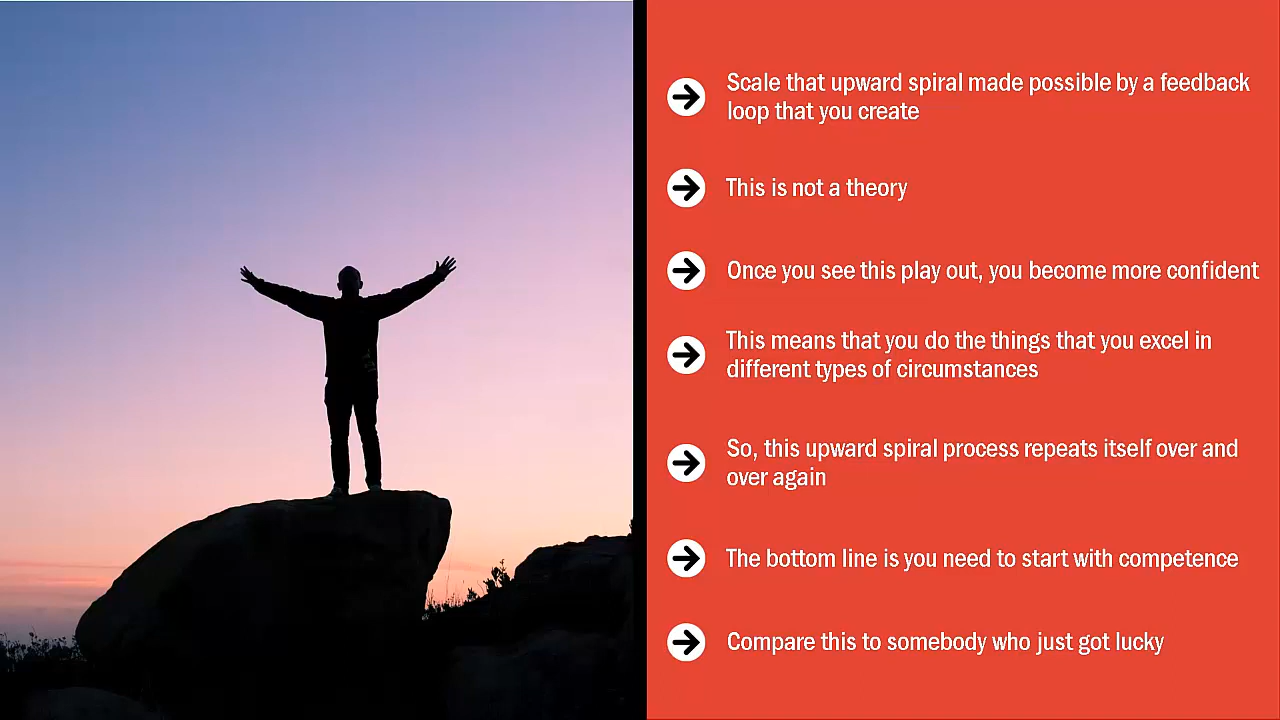 Scale that upward spiral made possible by a feedback
loop that you create
This is not a theory
Once you see this play out, you become more confident
This means that you do the things that you excel in
different types of circumstances
So, this upward spiral process repeats itself over and
over again
The bottom line is you need to start with competence
Compare this to somebody who just got lucky